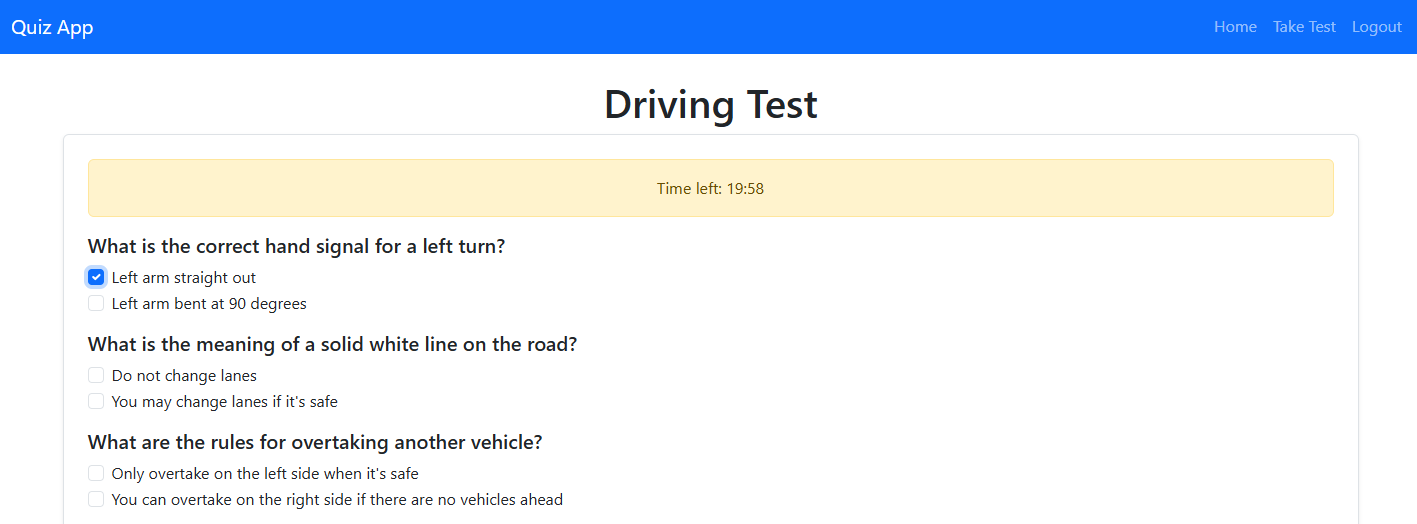 Quiz App
Home Take Test Logout
Driving Test
Time left: 19:58
What is the correct hand signal for a left turn?
Left arm straight out
Left arm bent at 90 degrees
What is the meaning of a solid white line on the road?
Do not change lanes
You may change lanes if it's safe
What are the rules for overtaking another vehicle?
Only overtake on the left side when it's safe
You can overtake on the right side if there are no vehicles ahead